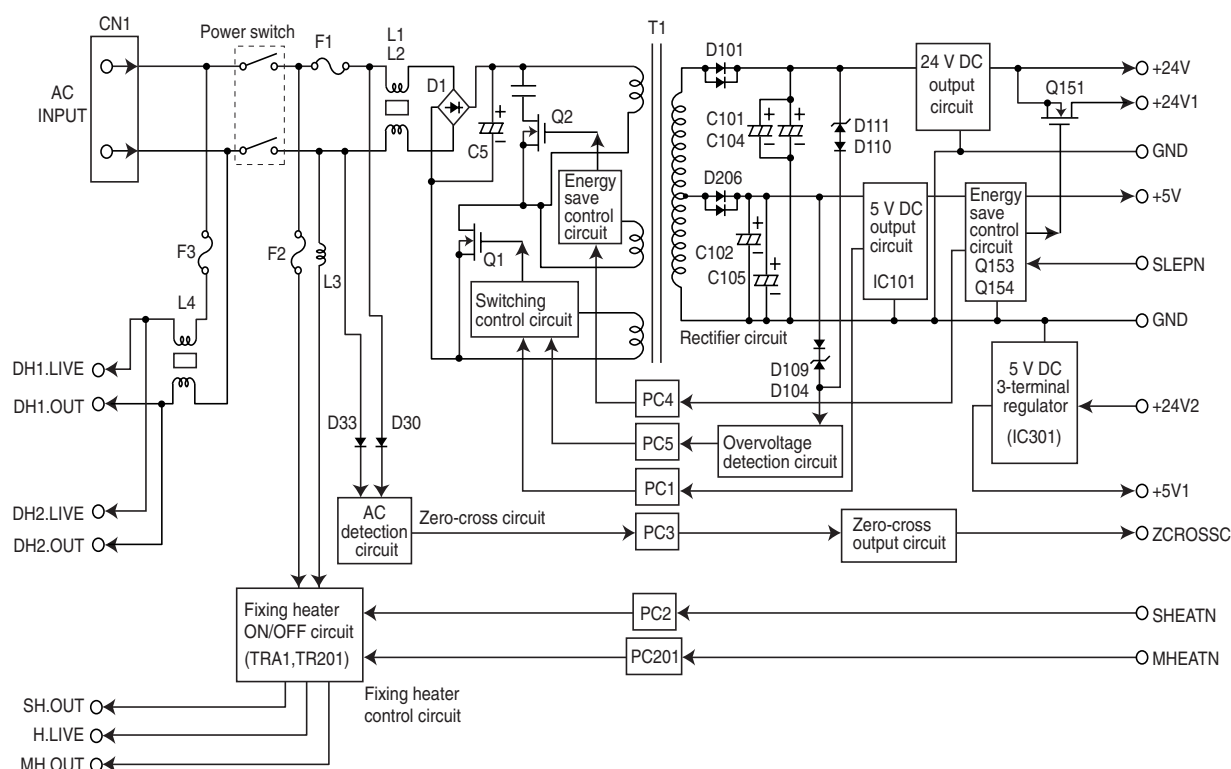 CN1
AC
INPUT
Power switch
F1
L1
L2
D1
C5
Q2
T1
D101
C101
C104
D111
D110
24 V DC
output
circuit
Q151
+24V
+24V1
GND
Energy
save
control
circuit
D206
C102
C105
5 V DC
output
circuit
IC101
Energy
save
control
circuit
Q153
Q154
+5V
SLEPN
GND
F3
F2
L3
Q1
Switching
control circuit
Rectifier circuit
L4
DH1.LIVE
DH1.OUT
D109
D104
5 V DC
3-terminal
regulator
(IC301)
+24V2
+5V1
D33
D30
PC4
PC5
Overvoltage
detection circuit
PC1
DH2.LIVE
DH2.OUT
AC
detection
circuit
Zero-cross circuit
PC3
Zero-cross
output circuit
ZCROSSC
Fixing heater
ON/OFF circuit
(TRA1,TR201)
PC2
SHEATN
PC201
MHEATN
Fixing heater
control circuit
SH.OUT
H.LIVE
MH.OUT